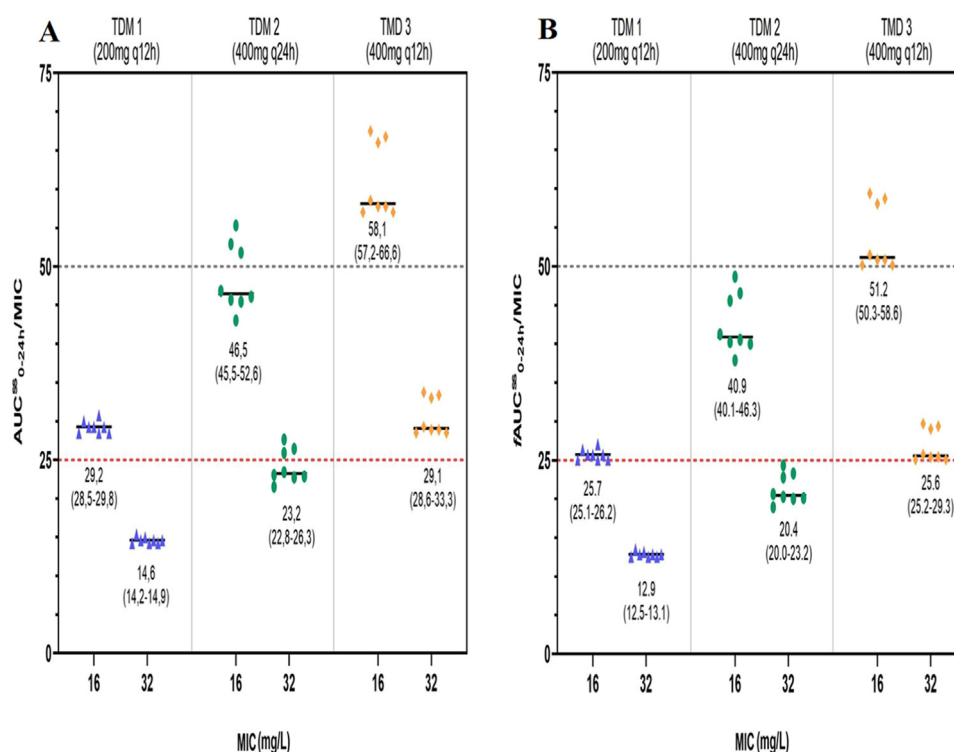 A
TDM 1
(200mg q12h)
TDM 2
(400mg q24h)
TMD 3
(400mg q12h)
75
50
25
0
AUCˢˢ₀₋₂₄ₕ/MIC
58,1
(57,2-66,6)
46,5
(45,5-52,6)
29,2
(28,5-29,8)
23,2
(22,8-26,3)
29,1
(28,6-33,3)
14,6
(14,2-14,9)
16
32
16
32
16
32
MIC (mg/L)
B
TDM 1
(200mg q12h)
TDM 2
(400mg q24h)
TMD 3
(400mg q12h)
75
50
25
0
fAUCˢˢ₀₋₂₄ₕ/MIC
51.2
(50.3-58.6)
40.9
(40.1-46.3)
25.7
(25.1-26.2)
20.4
(20.0-23.2)
25.6
(25.2-29.3)
12.9
(12.5-13.1)
16
32
16
32
16
32
MIC (mg/L)